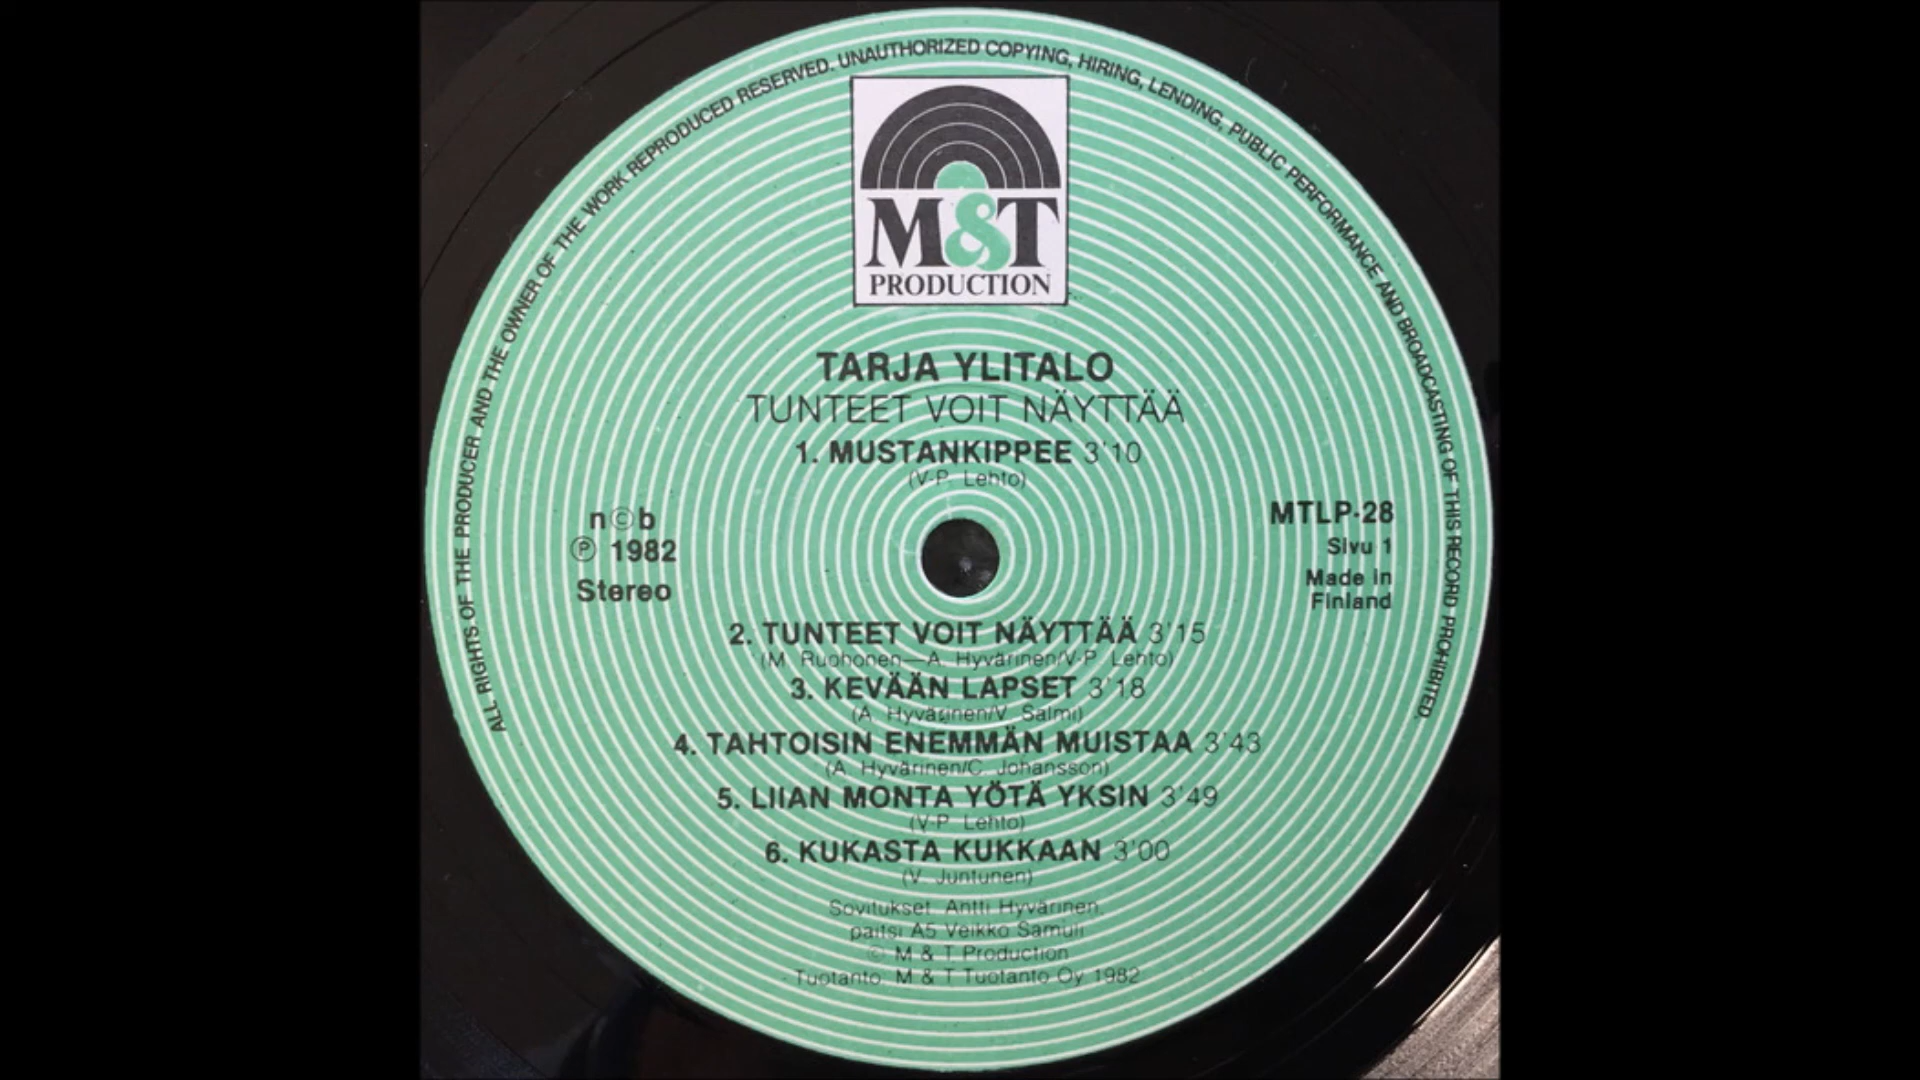 ALL RIGHTS OF THE PRODUCER AND THE OWNER OF THE WORK REPRODUCED RESERVED. UNAUTHORIZED COPYING, HIRING, LENDING, PUBLIC PERFORMANCE AND BROADCASTING OF THIS RECORD PROHIBITED.
M&T
PRODUCTION
TARJA YLITALO
TUNTEET VOIT NÄYTTÄÄ
1. MUSTANKIPPEE 3'10
(V-P. Lehto)
n©b
℗ 1982
Stereo
MTLP-28
Sivu 1
Made in
Finland
2. TUNTEET VOIT NÄYTTÄÄ 3'15
(M. Ruohonen—A. Hyvärinen/V-P. Lehto)
3. KEVÄÄN LAPSET 3'18
(A. Hyvärinen/V. Salmi)
4. TAHTOISIN ENEMMÄN MUISTAA 3'43
(A. Hyvärinen/C. Johansson)
5. LIIAN MONTA YÖTÄ YKSIN 3'49
(V-P. Lehto)
6. KUKASTA KUKKAAN 3'00
(V. Juntunen)
Sovitukset: Antti Hyvärinen,
paitsi A5 Veikko Samuli
© M & T Production
Tuotanto: M & T Tuotanto Oy 1982